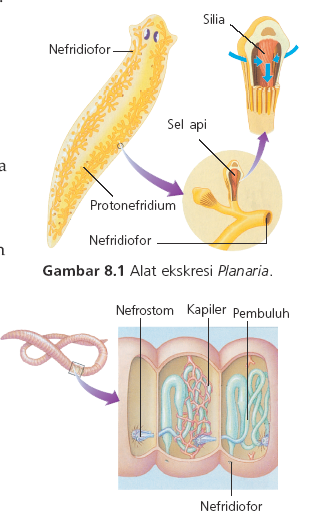 Silia
Nefridiofor
Sel api
Protonefridium
Nefridiofor
Gambar 8.1 Alat ekskresi Planaria.
Nefrostom
Kapiler
Pembuluh
Nefridiofor